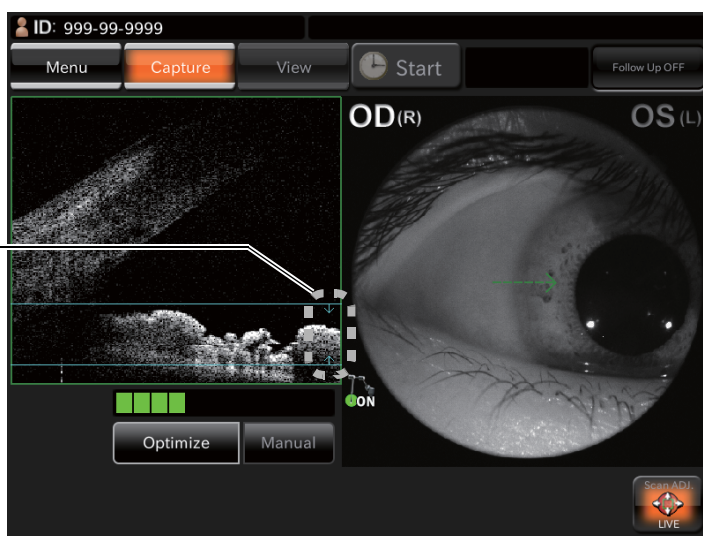 ID: 999-99-9999
Menu
Capture
View
Start
Follow Up OFF
OD(R)
OS(L)
ON
Optimize
Manual
Scan ADJ.
LIVE